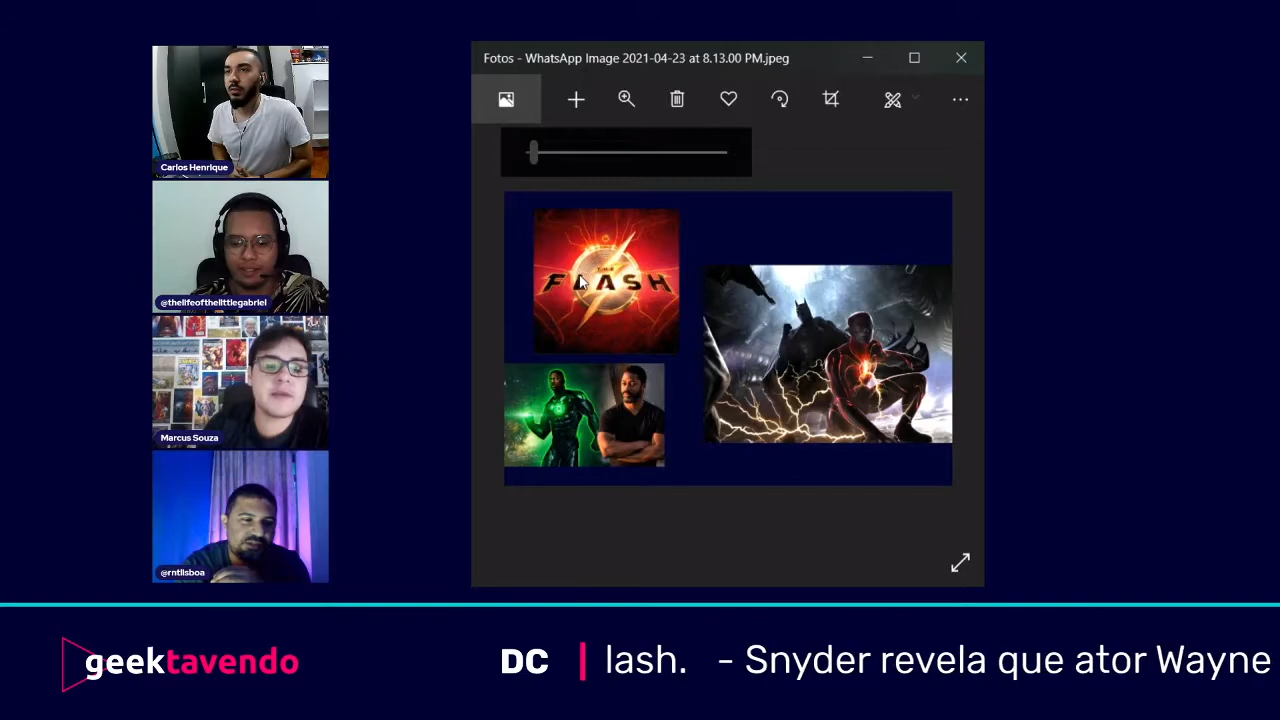 Fotos - WhatsApp Image 2021-04-23 at 8.13.00 PM.jpeg
Carlos Henrique
@thelifeofthelittlegabriel
Marcus Souza
@rntlisboa
THE
FLASH
geektavendo
DC | lash. - Snyder revela que ator Wayne